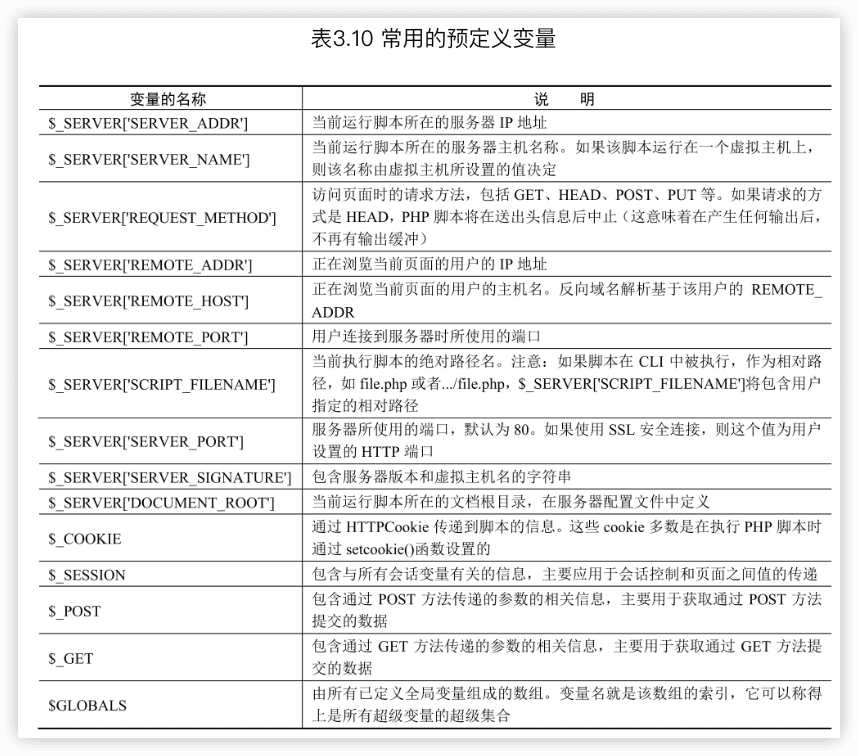 表3.10 常用的预定义变量
变量的名称 说 明
$_SERVER['SERVER_ADDR'] 当前运行脚本所在的服务器 IP 地址
$_SERVER['SERVER_NAME'] 当前运行脚本所在的服务器主机名称。如果该脚本运行在一个虚拟主机上，
则该名称由虚拟主机所设置的值决定
$_SERVER['REQUEST_METHOD'] 访问页面时的请求方法，包括 GET、HEAD、POST、PUT 等。如果请求的方
式是 HEAD，PHP 脚本将在送出头信息后中止（这意味着在产生任何输出后，
不再有输出缓冲）
$_SERVER['REMOTE_ADDR'] 正在浏览当前页面的用户的 IP 地址
$_SERVER['REMOTE_HOST'] 正在浏览当前页面的用户的主机名。反向域名解析基于该用户的 REMOTE_
ADDR
$_SERVER['REMOTE_PORT'] 用户连接到服务器时所使用的端口
$_SERVER['SCRIPT_FILENAME'] 当前执行脚本的绝对路径名。注意：如果脚本在 CLI 中被执行，作为相对路
径，如 file.php 或者.../file.php，$_SERVER['SCRIPT_FILENAME']将包含用户
指定的相对路径
$_SERVER['SERVER_PORT'] 服务器所使用的端口，默认为 80。如果使用 SSL 安全连接，则这个值为用户
设置的 HTTP 端口
$_SERVER['SERVER_SIGNATURE'] 包含服务器版本和虚拟主机名的字符串
$_SERVER['DOCUMENT_ROOT'] 当前运行脚本所在的文档根目录，在服务器配置文件中定义
$_COOKIE 通过 HTTPCookie 传递到脚本的信息。这些 cookie 多数是在执行 PHP 脚本时
通过 setcookie()函数设置的
$_SESSION 包含与所有会话变量有关的信息，主要应用于会话控制和页面之间值的传递
$_POST 包含通过 POST 方法传递的参数的相关信息，主要用于获取通过 POST 方法
提交的数据
$_GET 包含通过 GET 方法传递的参数的相关信息，主要用于获取通过 GET 方法提
交的数据
$GLOBALS 由所有已定义全局变量组成的数组。变量名就是该数组的索引，它可以称得
上是所有超级变量的超级集合